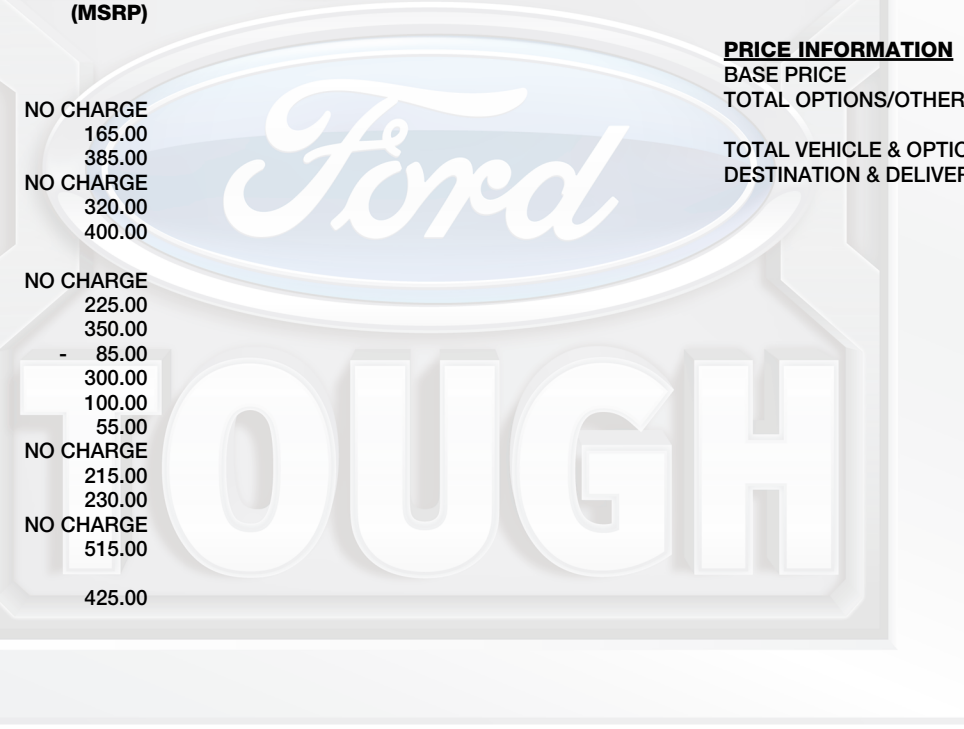 (MSRP)
NO CHARGE
165.00
385.00
NO CHARGE
320.00
400.00
NO CHARGE
225.00
350.00
- 85.00
300.00
100.00
55.00
NO CHARGE
215.00
230.00
NO CHARGE
515.00
425.00
PRICE INFORMATION
BASE PRICE
TOTAL OPTIONS/OTHER
TOTAL VEHICLE & OPTIO
DESTINATION & DELIVER
Ford
TOUGH